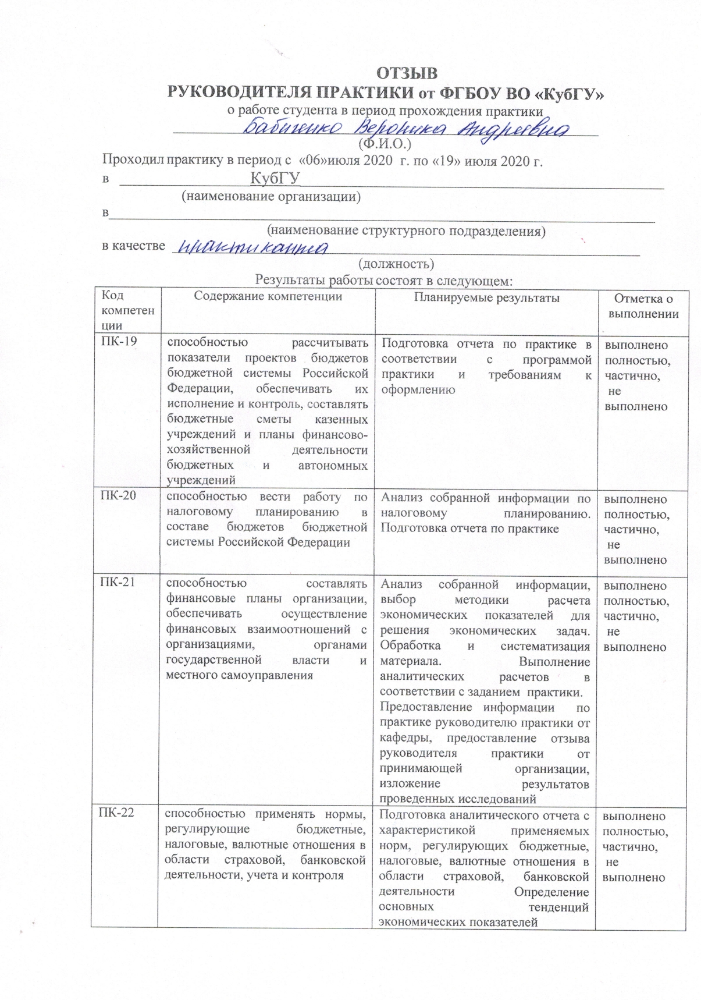 ОТЗЫВ
РУКОВОДИТЕЛЯ ПРАКТИКИ от ФГБОУ ВО «КубГУ»
о работе студента в период прохождения практики
Бабиченко Вероника Андреевна
(Ф.И.О.)
Проходил практику в период с «06»июля 2020 г. по «19» июля 2020 г.
в КубГУ
(наименование организации)
в
(наименование структурного подразделения)
в качестве практиканта
(должность)
Результаты работы состоят в следующем:
Код
компетен
ции
Содержание компетенции
Планируемые результаты
Отметка о
выполнении
ПК-19
способностью рассчитывать
показатели проектов бюджетов
бюджетной системы Российской
Федерации, обеспечивать их
исполнение и контроль, составлять
бюджетные сметы казенных
учреждений и планы финансово-
хозяйственной деятельности
бюджетных и автономных
учреждений
Подготовка отчета по практике в
соответствии с программой
практики и требованиям к
оформлению
выполнено
полностью,
частично,
не
выполнено
ПК-20
способностью вести работу по
налоговому планированию в
составе бюджетов бюджетной
системы Российской Федерации
Анализ собранной информации по
налоговому планированию.
Подготовка отчета по практике
выполнено
полностью,
частично,
не
выполнено
ПК-21
способностью составлять
финансовые планы организации,
обеспечивать осуществление
финансовых взаимоотношений с
организациями, органами
государственной власти и
местного самоуправления
Анализ собранной информации,
выбор методики расчета
экономических показателей для
решения экономических задач.
Обработка и систематизация
материала. Выполнение
аналитических расчетов в
соответствии с заданием практики.
Предоставление информации по
практике руководителю практики от
кафедры, предоставление отзыва
руководителя практики от
принимающей организации,
изложение результатов
проведенных исследований
выполнено
полностью,
частично,
не
выполнено
ПК-22
способностью применять нормы,
регулирующие бюджетные,
налоговые, валютные отношения в
области страховой, банковской
деятельности, учета и контроля
Подготовка аналитического отчета с
характеристикой применяемых
норм, регулирующих бюджетные,
налоговые, валютные отношения в
области страховой, банковской
деятельности Определение
основных тенденций
экономических показателей
выполнено
полностью,
частично,
не
выполнено